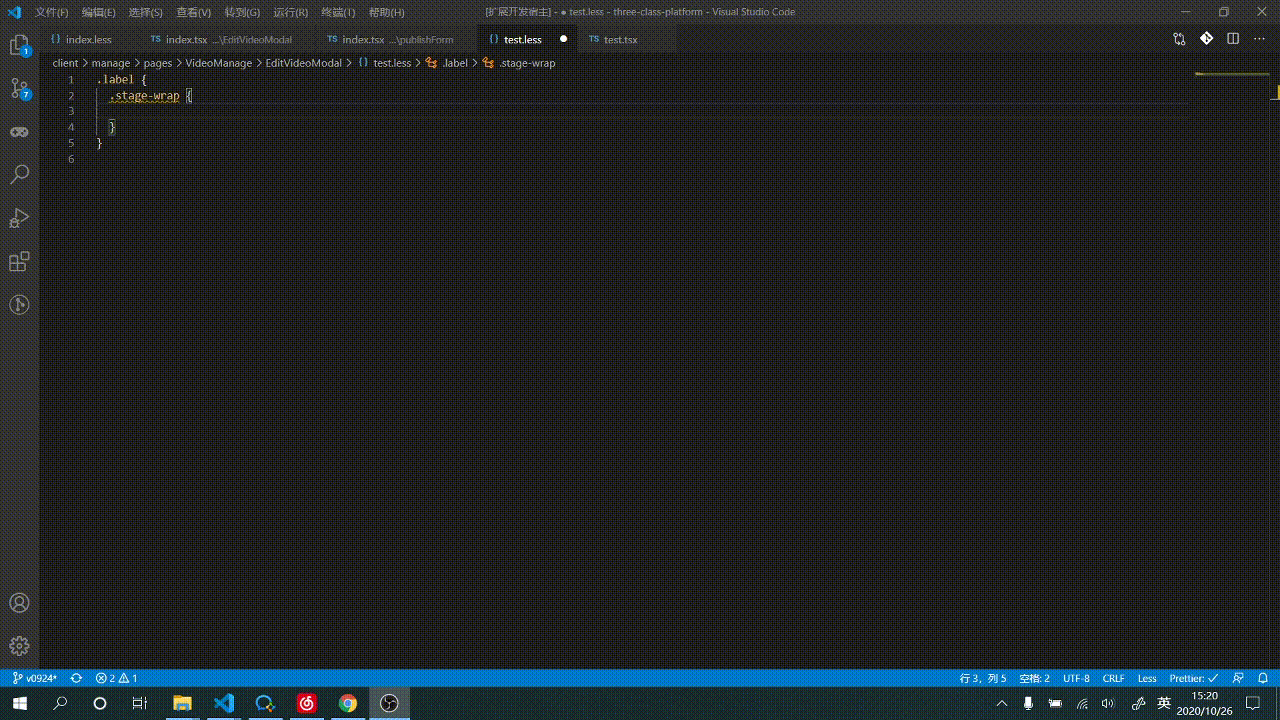 文件(F) 编辑(E) 选择(S) 查看(V) 转到(G) 运行(R) 终端(T) 帮助(H) [扩展开发宿主] - ● test.less - three-class-platform - Visual Studio Code
index.less index.tsx ...\EditVideoModal index.tsx ...\publishForm test.less TS test.tsx
client > manage > pages > VideoManage > EditVideoModal > {} test.less > .label > .stage-wrap
1 .label {
2 .stage-wrap {
3
4 }
5 }
6
1
7
v0924* 2 1 行 3，列 5 空格: 2 UTF-8 CRLF Less Prettier: ✓
英 15:20
2020/10/26